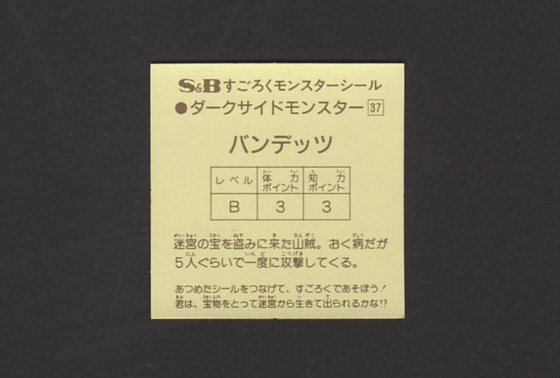 S&Bすごろくモンスターシール
●ダークサイドモンスター 37
バンデッツ
レベル 体力ポイント 知力ポイント
B 3 3
迷宮の宝を盗みに来た山賊。おく病だが
5人ぐらいで一度に攻撃してくる。
あつめたシールをつなげて、すごろくであそぼう!
君は、宝物をとって迷宮から生きて出られるかな!?